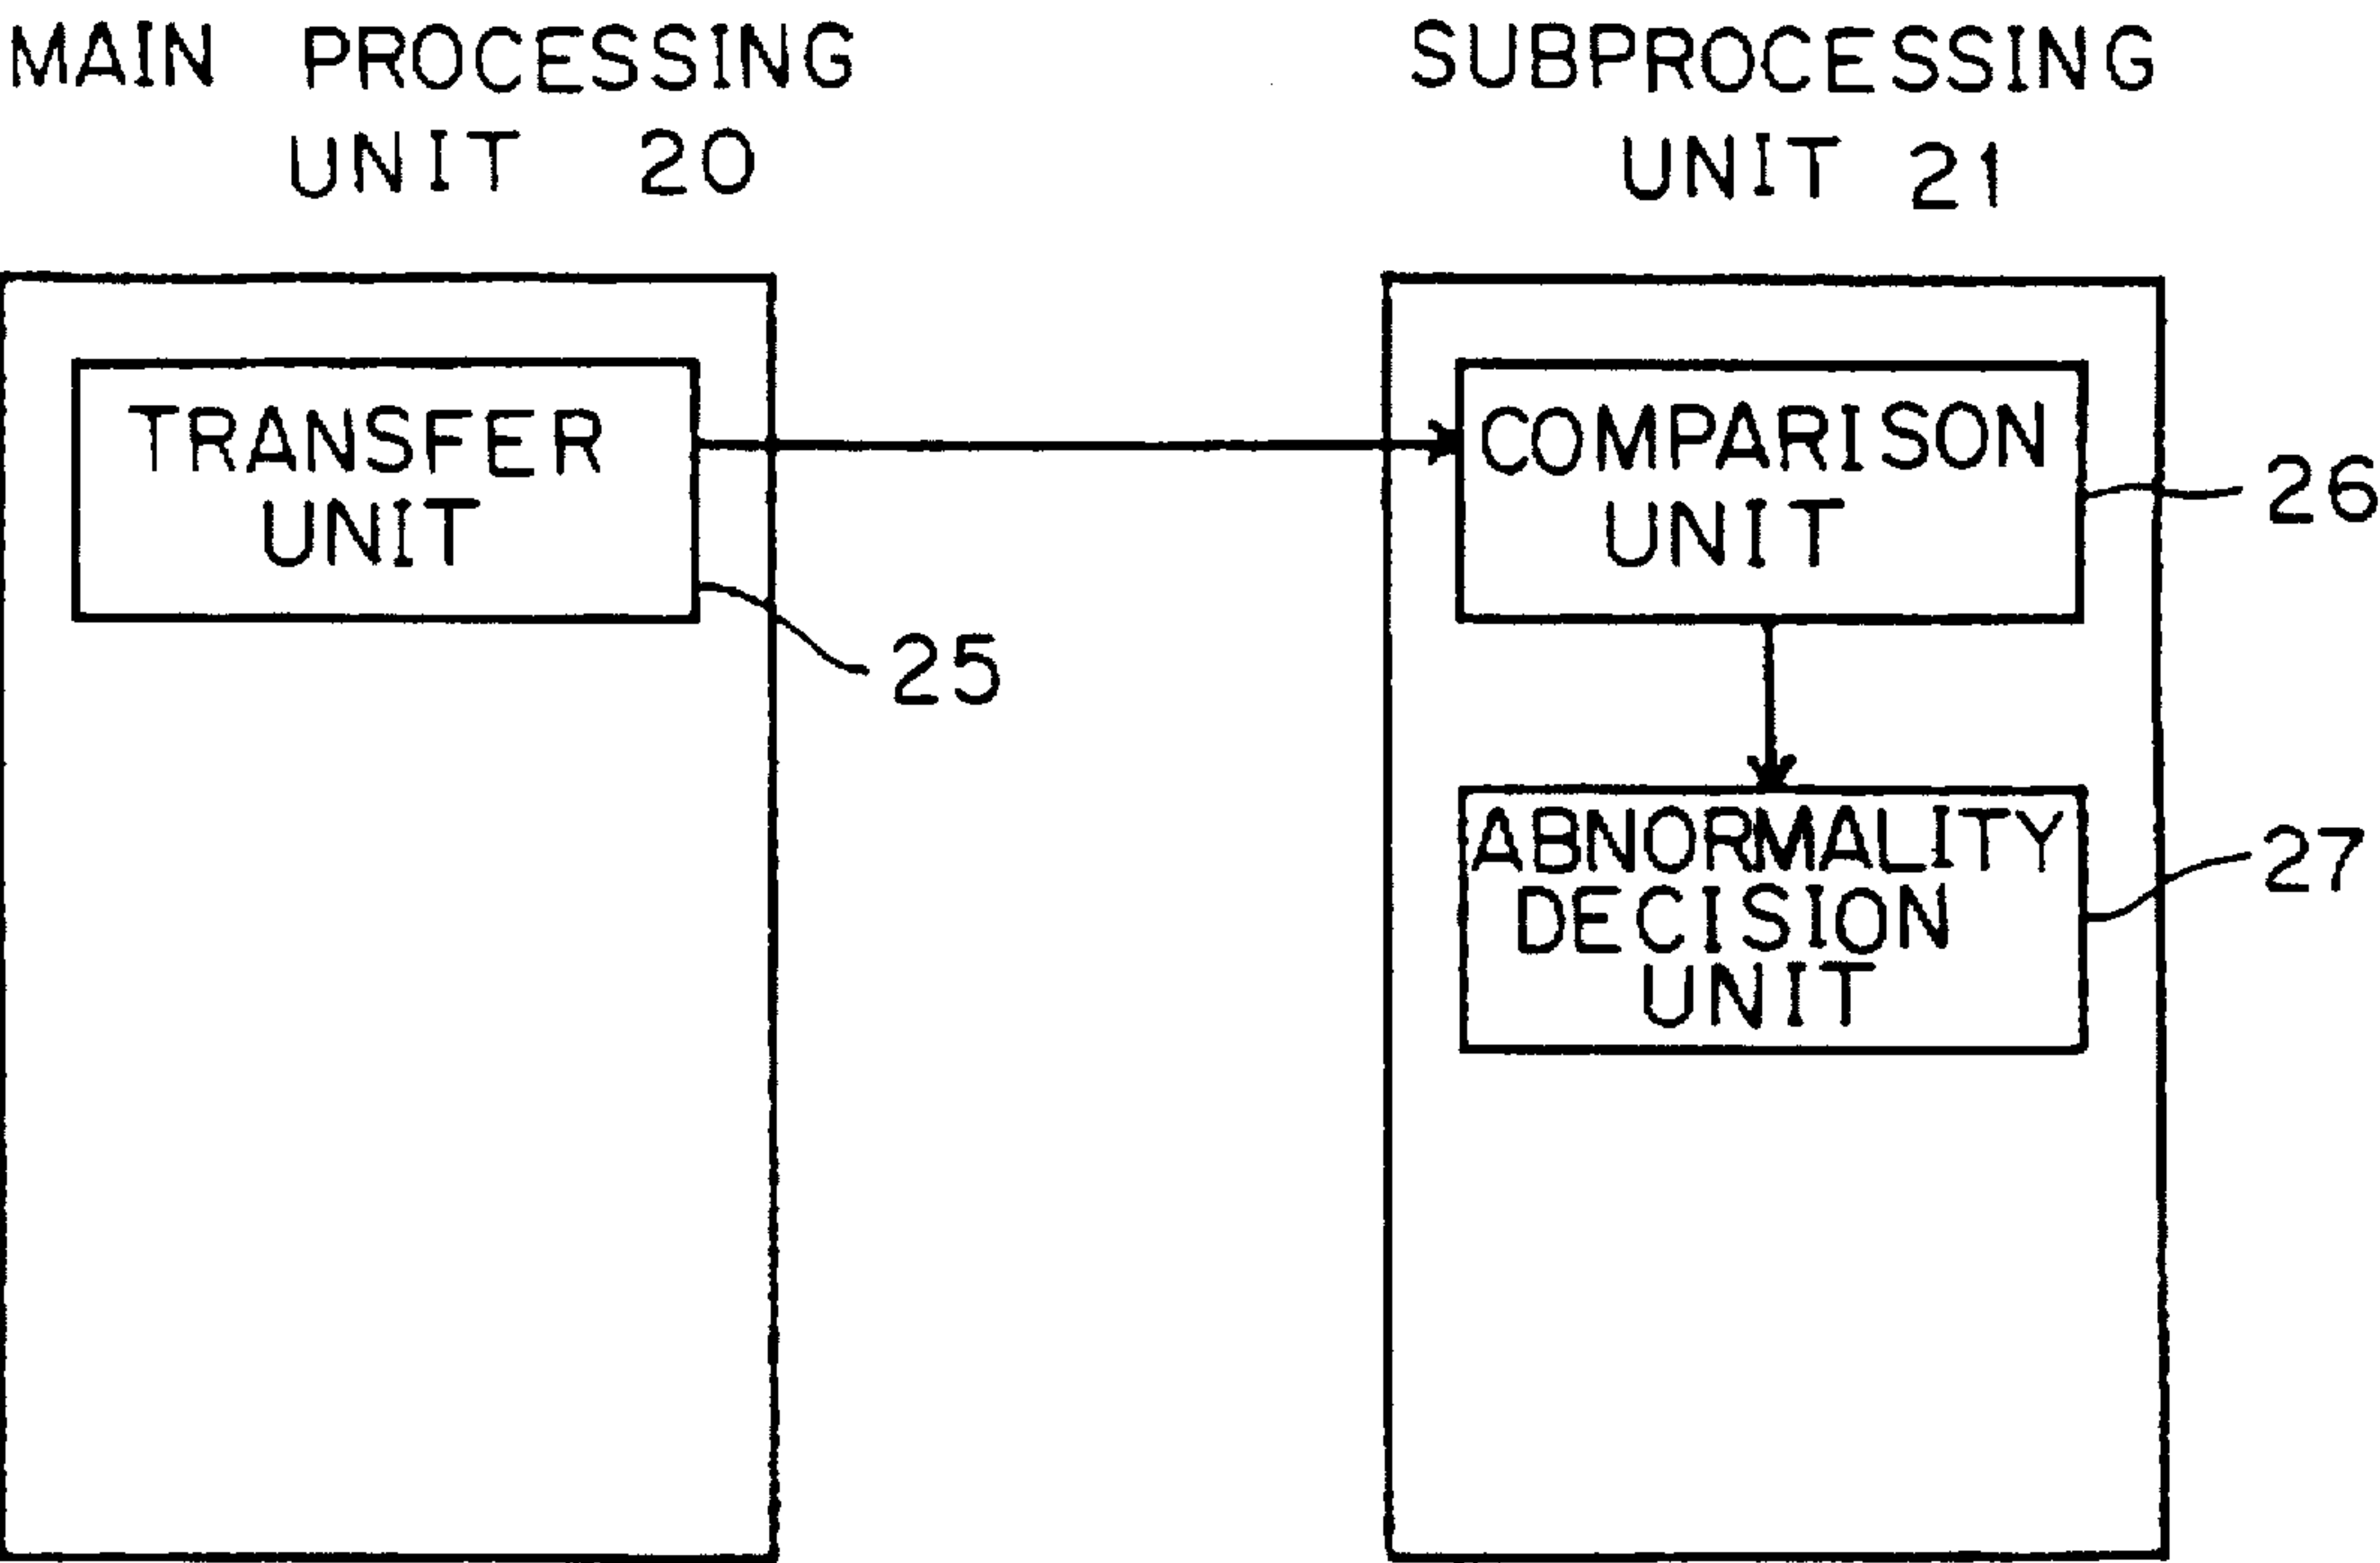 MAIN PROCESSING
UNIT 20
SUBPROCESSING
UNIT 21
TRANSFER
UNIT
25
COMPARISON
UNIT
26
ABNORMALITY
DECISION
UNIT
27